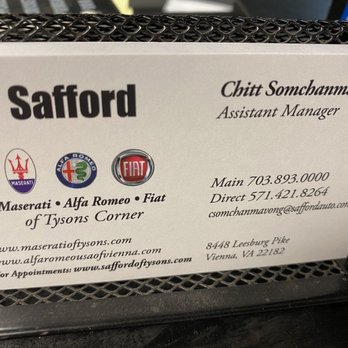 Safford
Chitt Somchanma
Assistant Manager
MASERATI
ALFA ROMEO
FIAT
Maserati • Alfa Romeo • Fiat
of Tysons Corner
Main 703.893.0000
Direct 571.421.8264
csomchanmavong@saffordauto.com
www.maseratioftysons.com
www.alfaromeousaofvienna.com
for Appointments: www.saffordoftysons.com
8448 Leesburg Pike
Vienna, VA 22182